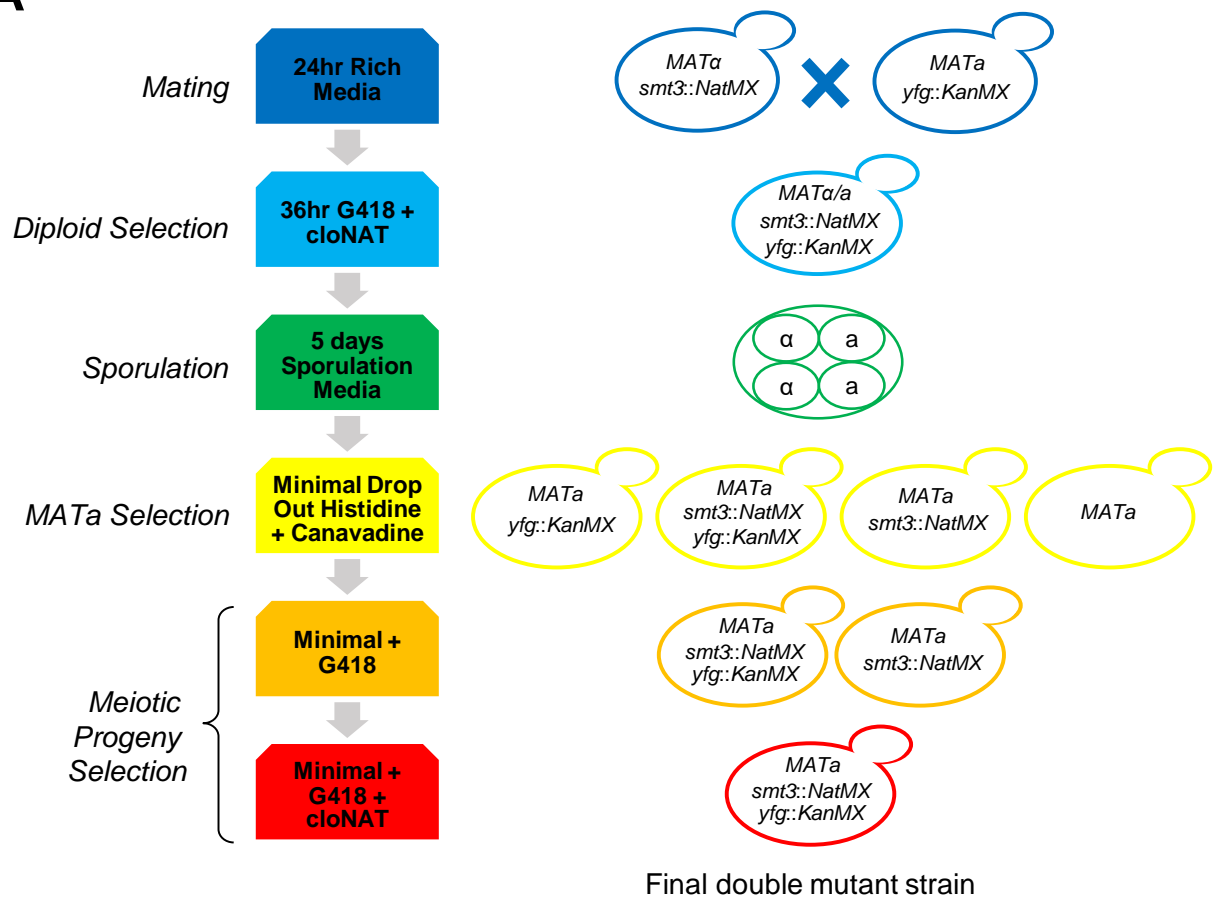 A
Mating
24hr Rich
Media
MATα
smt3::NatMX
MATa
yfg::KanMX
Diploid Selection
36hr G418 +
cloNAT
MATα/a
smt3::NatMX
yfg::KanMX
Sporulation
5 days
Sporulation
Media
α a
α a
MATa Selection
Minimal Drop
Out Histidine
+ Canavadine
MATa
yfg::KanMX
MATa
smt3::NatMX
yfg::KanMX
MATa
smt3::NatMX
MATa
Meiotic
Progeny
Selection
Minimal +
G418
MATa
smt3::NatMX
yfg::KanMX
MATa
smt3::NatMX
Minimal +
G418 +
cloNAT
MATa
smt3::NatMX
yfg::KanMX
Final double mutant strain